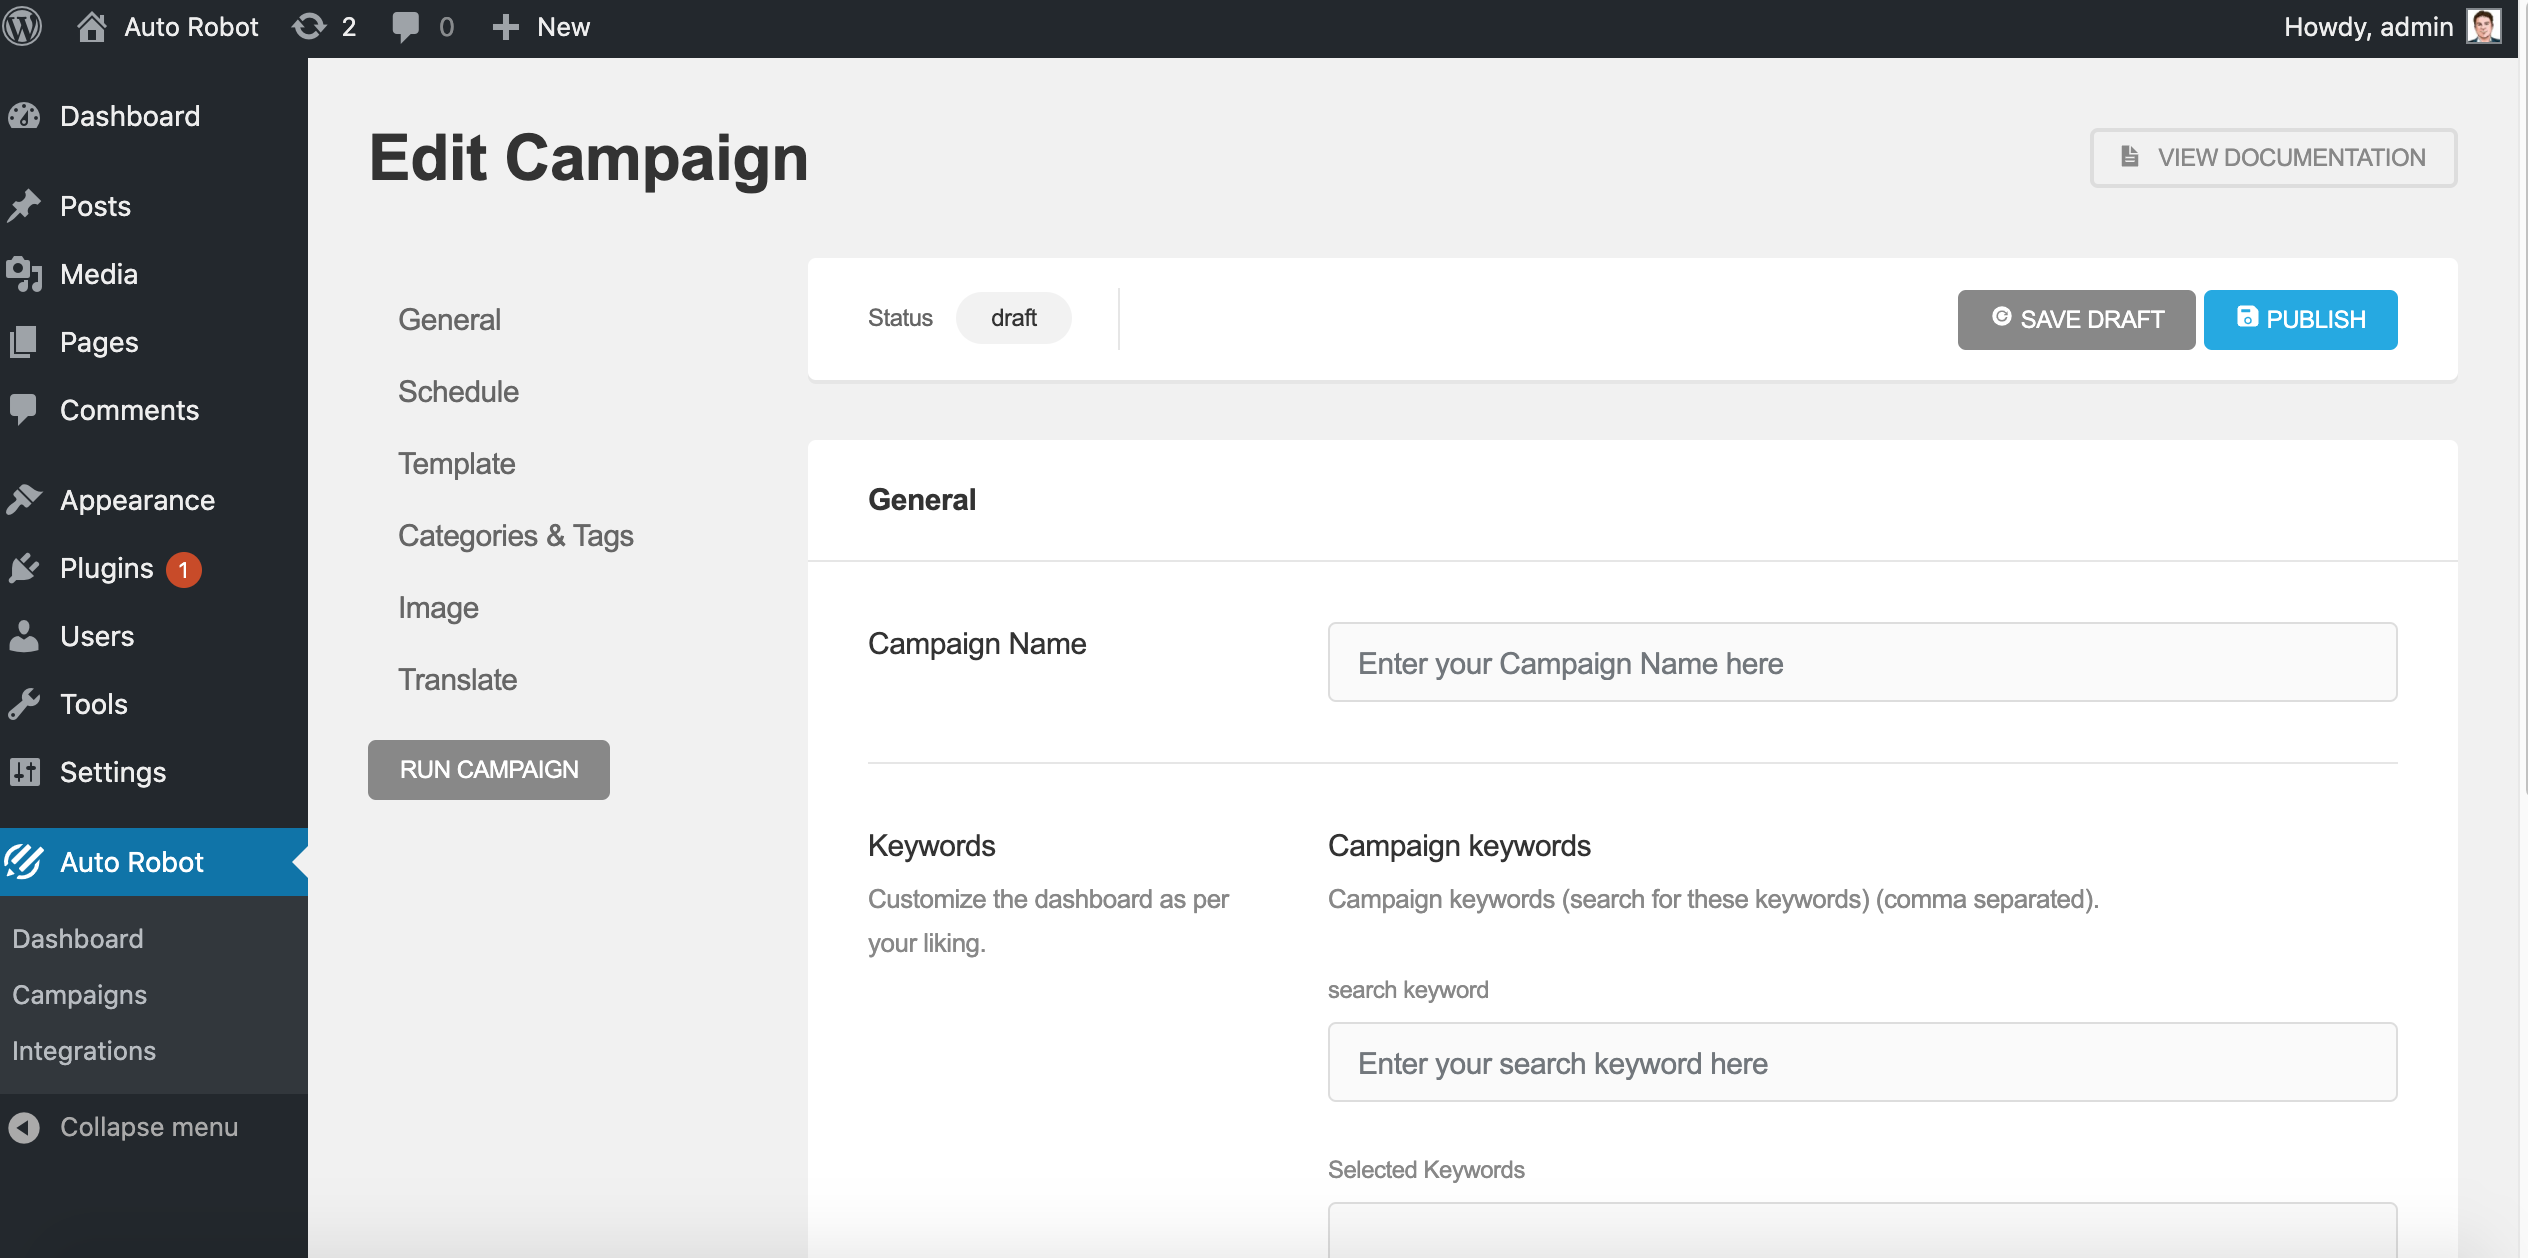 Auto Robot 2 0 New Howdy, admin
Dashboard
Posts
Media
Pages
Comments
Appearance
Plugins 1
Users
Tools
Settings
Auto Robot
Dashboard
Campaigns
Integrations
Collapse menu
Edit Campaign
VIEW DOCUMENTATION
General
Schedule
Template
Categories & Tags
Image
Translate
RUN CAMPAIGN
Status draft
SAVE DRAFT PUBLISH
General
Campaign Name
Enter your Campaign Name here
Keywords
Customize the dashboard as per
your liking.
Campaign keywords
Campaign keywords (search for these keywords) (comma separated).
search keyword
Enter your search keyword here
Selected Keywords